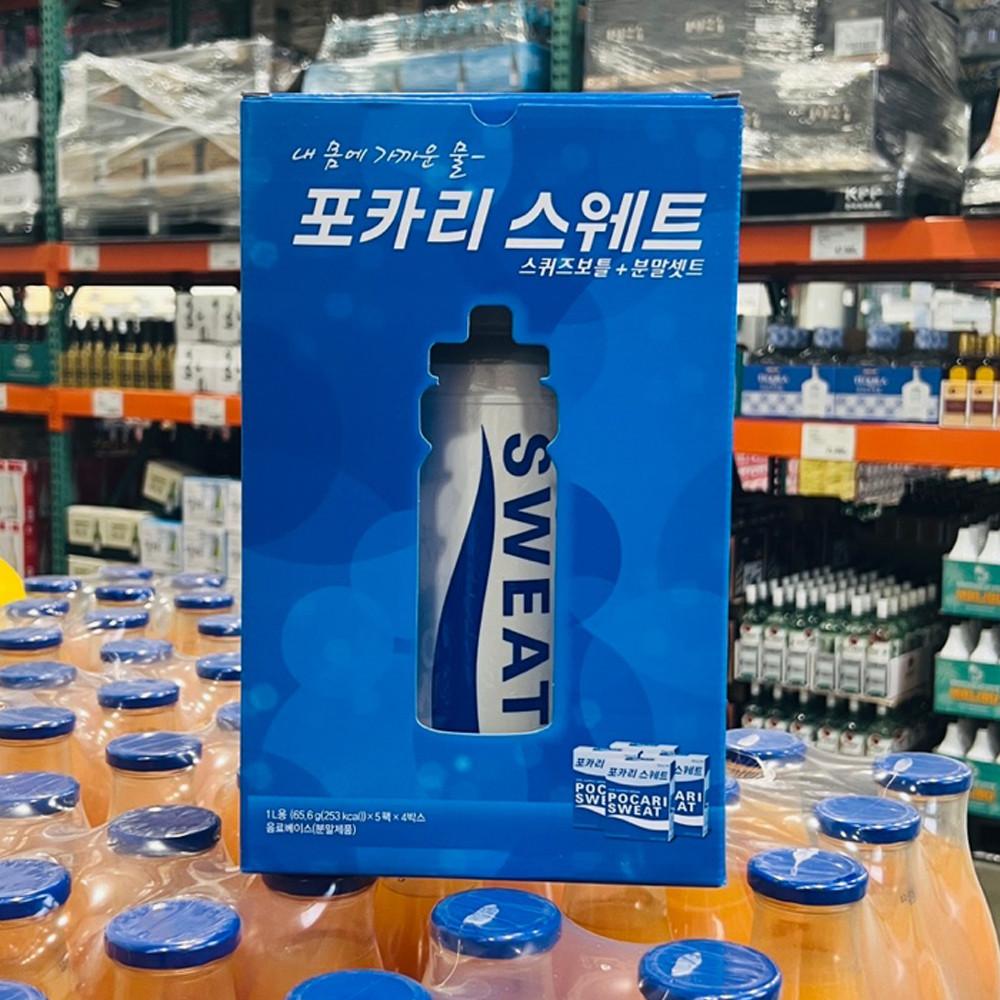 내 몸에 가까운 물-
포카리 스웨트
스퀴즈보틀 + 분말셋트
SWEAT
포카리 스웨트
POCARI
SWEAT
1L용 (65.6 g(253 kcal))×5팩×4박스
음료베이스(분말제품)